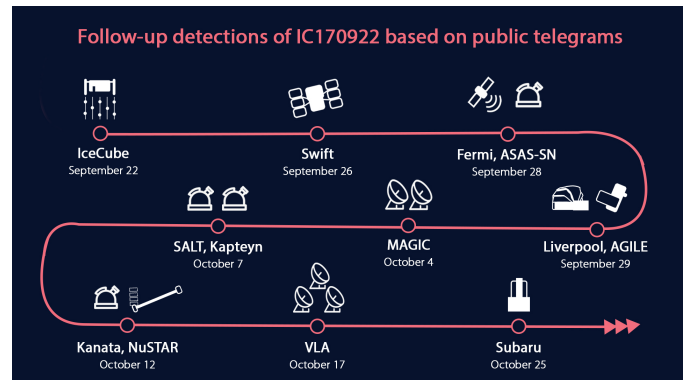 Follow-up detections of IC170922 based on public telegrams
IceCube
September 22
Swift
September 26
Fermi, ASAS-SN
September 28
Liverpool, AGILE
September 29
MAGIC
October 4
SALT, Kapteyn
October 7
Kanata, NuSTAR
October 12
VLA
October 17
Subaru
October 25